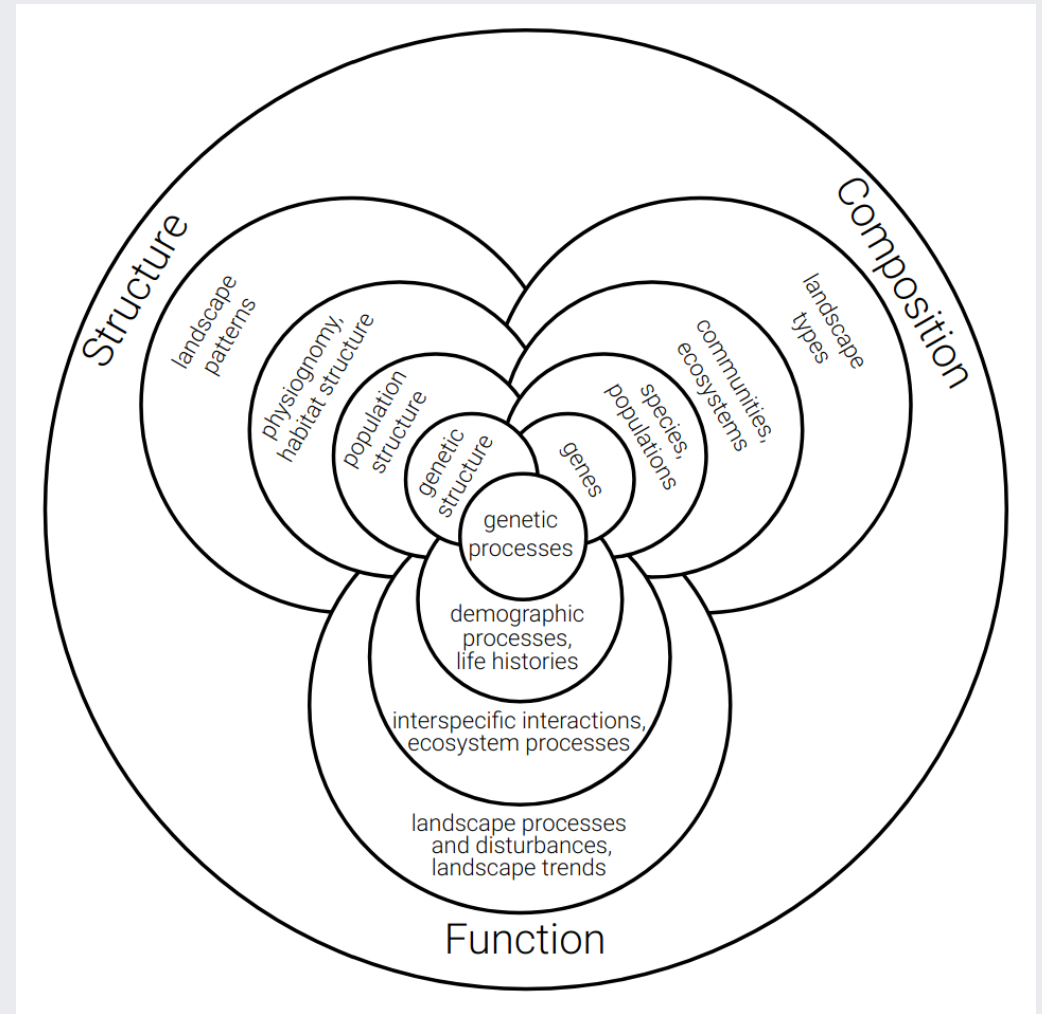 Structure
landscape
patterns
physiognomy,
habitat structure
population
structure
genetic
structure
Composition
landscape
types
communities,
ecosystems
species,
populations
genes
genetic
processes
demographic
processes,
life histories
interspecific interactions,
ecosystem processes
landscape processes
and disturbances,
landscape trends
Function